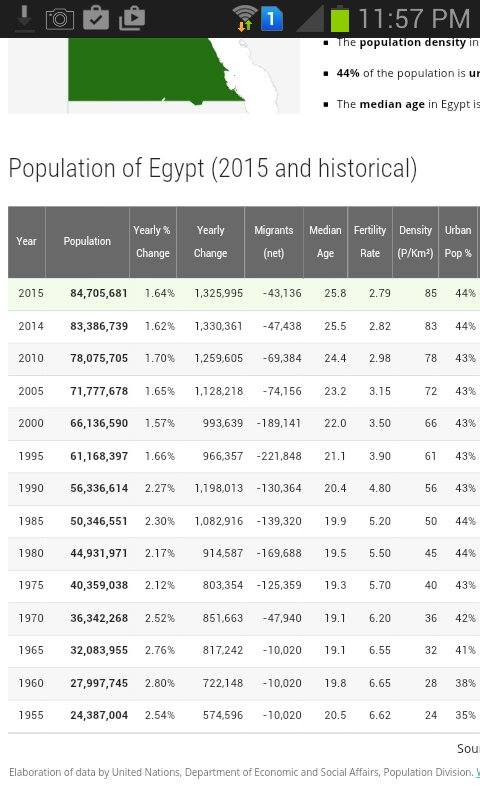 11:57 PM
1
The population density in
44% of the population is ur
The median age in Egypt is
Population of Egypt (2015 and historical)
Year Population Yearly % Change Yearly Change Migrants (net) Median Age Fertility Rate Density (P/Km²) Urban Pop %
2015 84,705,681 1.64% 1,325,995 -43,136 25.8 2.79 85 44%
2014 83,386,739 1.62% 1,330,361 -47,438 25.5 2.82 83 44%
2010 78,075,705 1.70% 1,259,605 -69,384 24.4 2.98 78 43%
2005 71,777,678 1.65% 1,128,218 -74,156 23.2 3.15 72 43%
2000 66,136,590 1.57% 993,639 -189,141 22.0 3.50 66 43%
1995 61,168,397 1.66% 966,357 -221,848 21.1 3.90 61 43%
1990 56,336,614 2.27% 1,198,013 -130,364 20.4 4.80 56 43%
1985 50,346,551 2.30% 1,082,916 -139,320 19.9 5.20 50 44%
1980 44,931,971 2.17% 914,587 -169,688 19.5 5.50 45 44%
1975 40,359,038 2.12% 803,354 -125,359 19.3 5.70 40 43%
1970 36,342,268 2.52% 851,663 -47,940 19.1 6.20 36 42%
1965 32,083,955 2.76% 817,242 -10,020 19.1 6.55 32 41%
1960 27,997,745 2.80% 722,148 -10,020 19.8 6.65 28 38%
1955 24,387,004 2.54% 574,596 -10,020 20.5 6.62 24 35%
Sou
Elaboration of data by United Nations, Department of Economic and Social Affairs, Population Division.